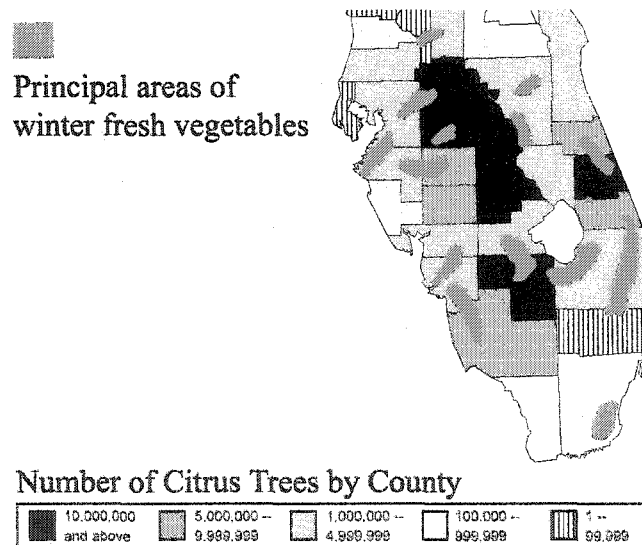 Principal areas of
winter fresh vegetables
Number of Citrus Trees by County
10,000,000
and above
5,000,000 --
9,999,999
1,000,000 --
4,999,999
100,000 --
999,999
1 --
99,999